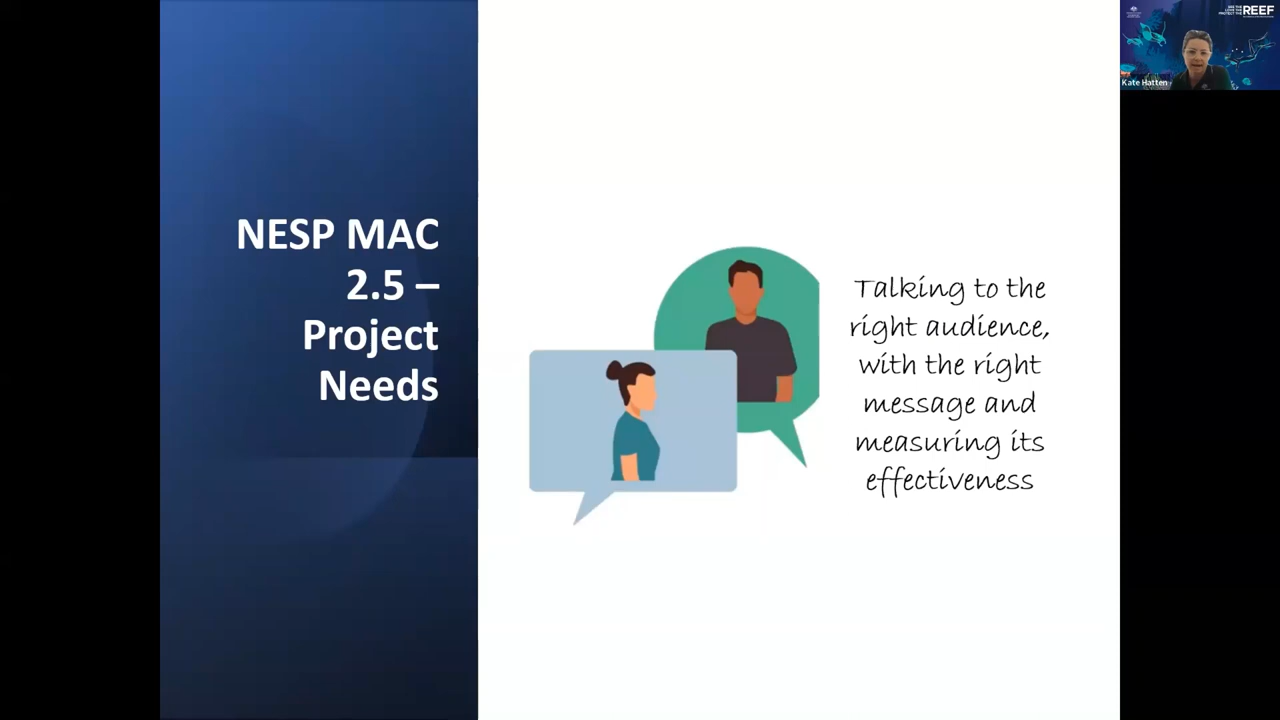 NESP MAC
2.5 –
Project
Needs
Talking to the
right audience,
with the right
message and
measuring its
effectiveness
REEF
Kate Hatten